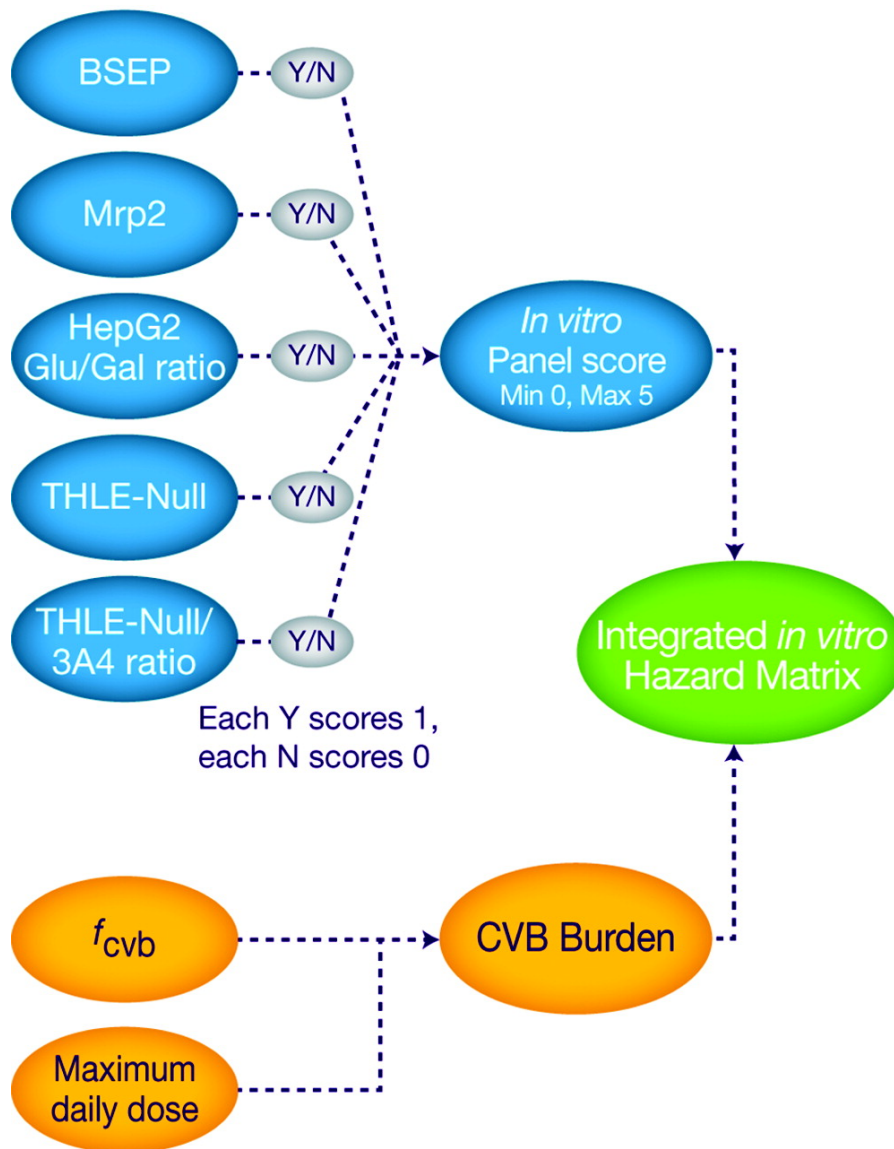 BSEP
Y/N
Mrp2
Y/N
HepG2
Glu/Gal ratio
Y/N
In vitro
Panel score
Min 0, Max 5
THLE-Null
Y/N
THLE-Null/
3A4 ratio
Y/N
Integrated in vitro
Hazard Matrix
Each Y scores 1,
each N scores 0
fcvb
CVB Burden
Maximum
daily dose